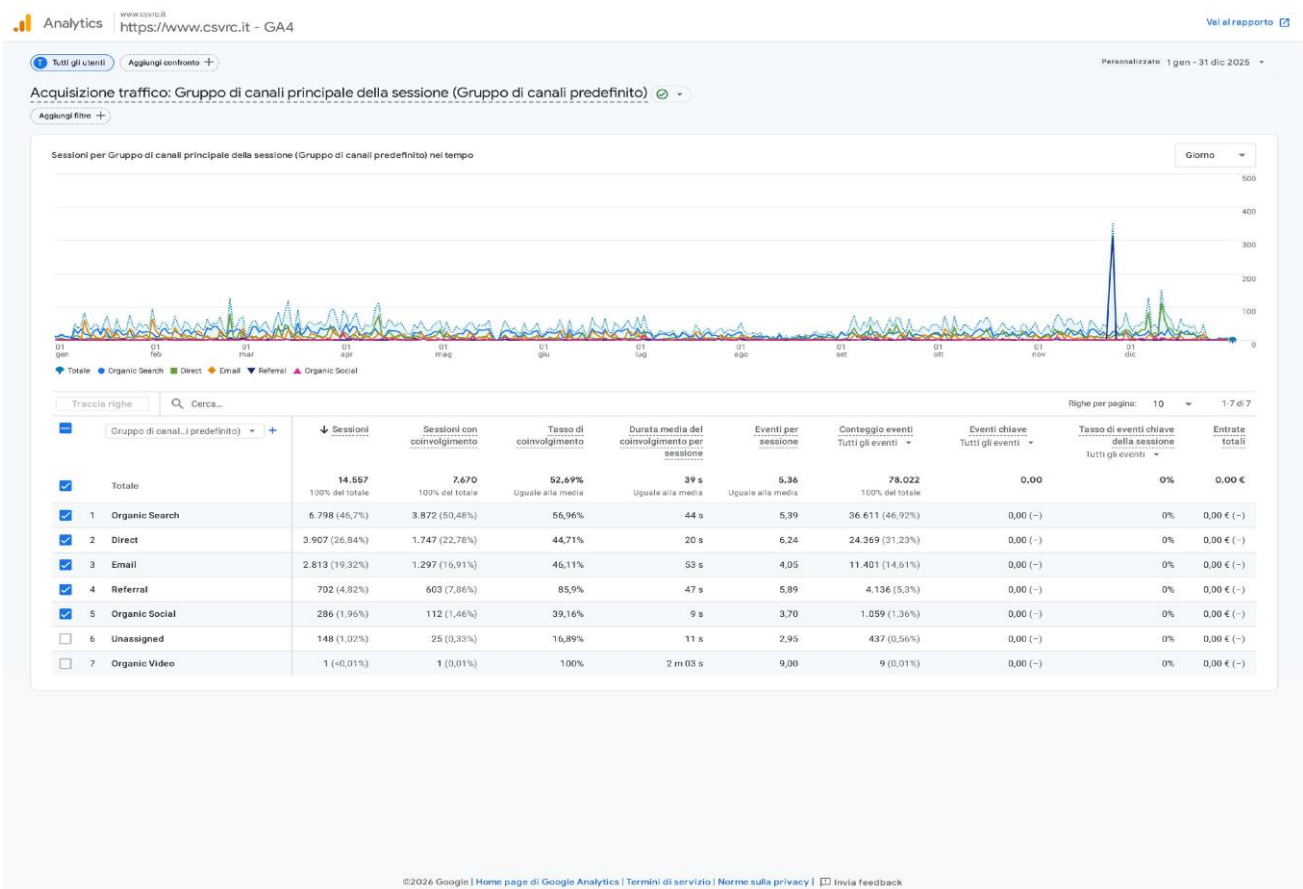 Analytics
www.csvrc.it
https://www.csvrc.it - GA4
Vai al rapporto
T Tutti gli utenti
Aggiungi confronto
Personalizzato 1 gen - 31 dic 2025
Acquisizione traffico: Gruppo di canali principale della sessione (Gruppo di canali predefinito)
Aggiungi filtro
Sessioni per Gruppo di canali principale della sessione (Gruppo di canali predefinito) nel tempo
Giorno
500
400
300
200
100
0
01 gen
01 feb
01 mar
01 apr
01 mag
01 giu
01 lug
01 ago
01 set
01 ott
01 nov
01 dic
Totale Organic Search Direct Email Referral Organic Social
Traccia righe
Cerca...
Righe per pagina: 10 1-7 di 7
Gruppo di canal...i predefinito)
Sessioni
Sessioni con coinvolgimento
Tasso di coinvolgimento
Durata media del coinvolgimento per sessione
Eventi per sessione
Conteggio eventi
Tutti gli eventi
Eventi chiave
Tutti gli eventi
Tasso di eventi chiave della sessione
Tutti gli eventi
Entrate totali
Totale 14.557 7.670 52,69% 39 s 5,36 78.022 0,00 0% 0,00 €
100% del totale 100% del totale Uguale alla media Uguale alla media Uguale alla media 100% del totale
1 Organic Search 6.798 (46,7%) 3.872 (50,48%) 56,96% 44 s 5,39 36.611 (46,92%) 0,00 (–) 0% 0,00 € (–)
2 Direct 3.907 (26,84%) 1.747 (22,78%) 44,71% 20 s 6,24 24.369 (31,23%) 0,00 (–) 0% 0,00 € (–)
3 Email 2.813 (19,32%) 1.297 (16,91%) 46,11% 53 s 4,05 11.401 (14,61%) 0,00 (–) 0% 0,00 € (–)
4 Referral 702 (4,82%) 603 (7,86%) 85,9% 47 s 5,89 4.136 (5,3%) 0,00 (–) 0% 0,00 € (–)
5 Organic Social 286 (1,96%) 112 (1,46%) 39,16% 9 s 3,70 1.059 (1,36%) 0,00 (–) 0% 0,00 € (–)
6 Unassigned 148 (1,02%) 25 (0,33%) 16,89% 11 s 2,95 437 (0,56%) 0,00 (–) 0% 0,00 € (–)
7 Organic Video 1 (<0,01%) 1 (0,01%) 100% 2 m 03 s 9,00 9 (0,01%) 0,00 (–) 0% 0,00 € (–)
©2026 Google | Home page di Google Analytics | Termini di servizio | Norme sulla privacy | Invia feedback